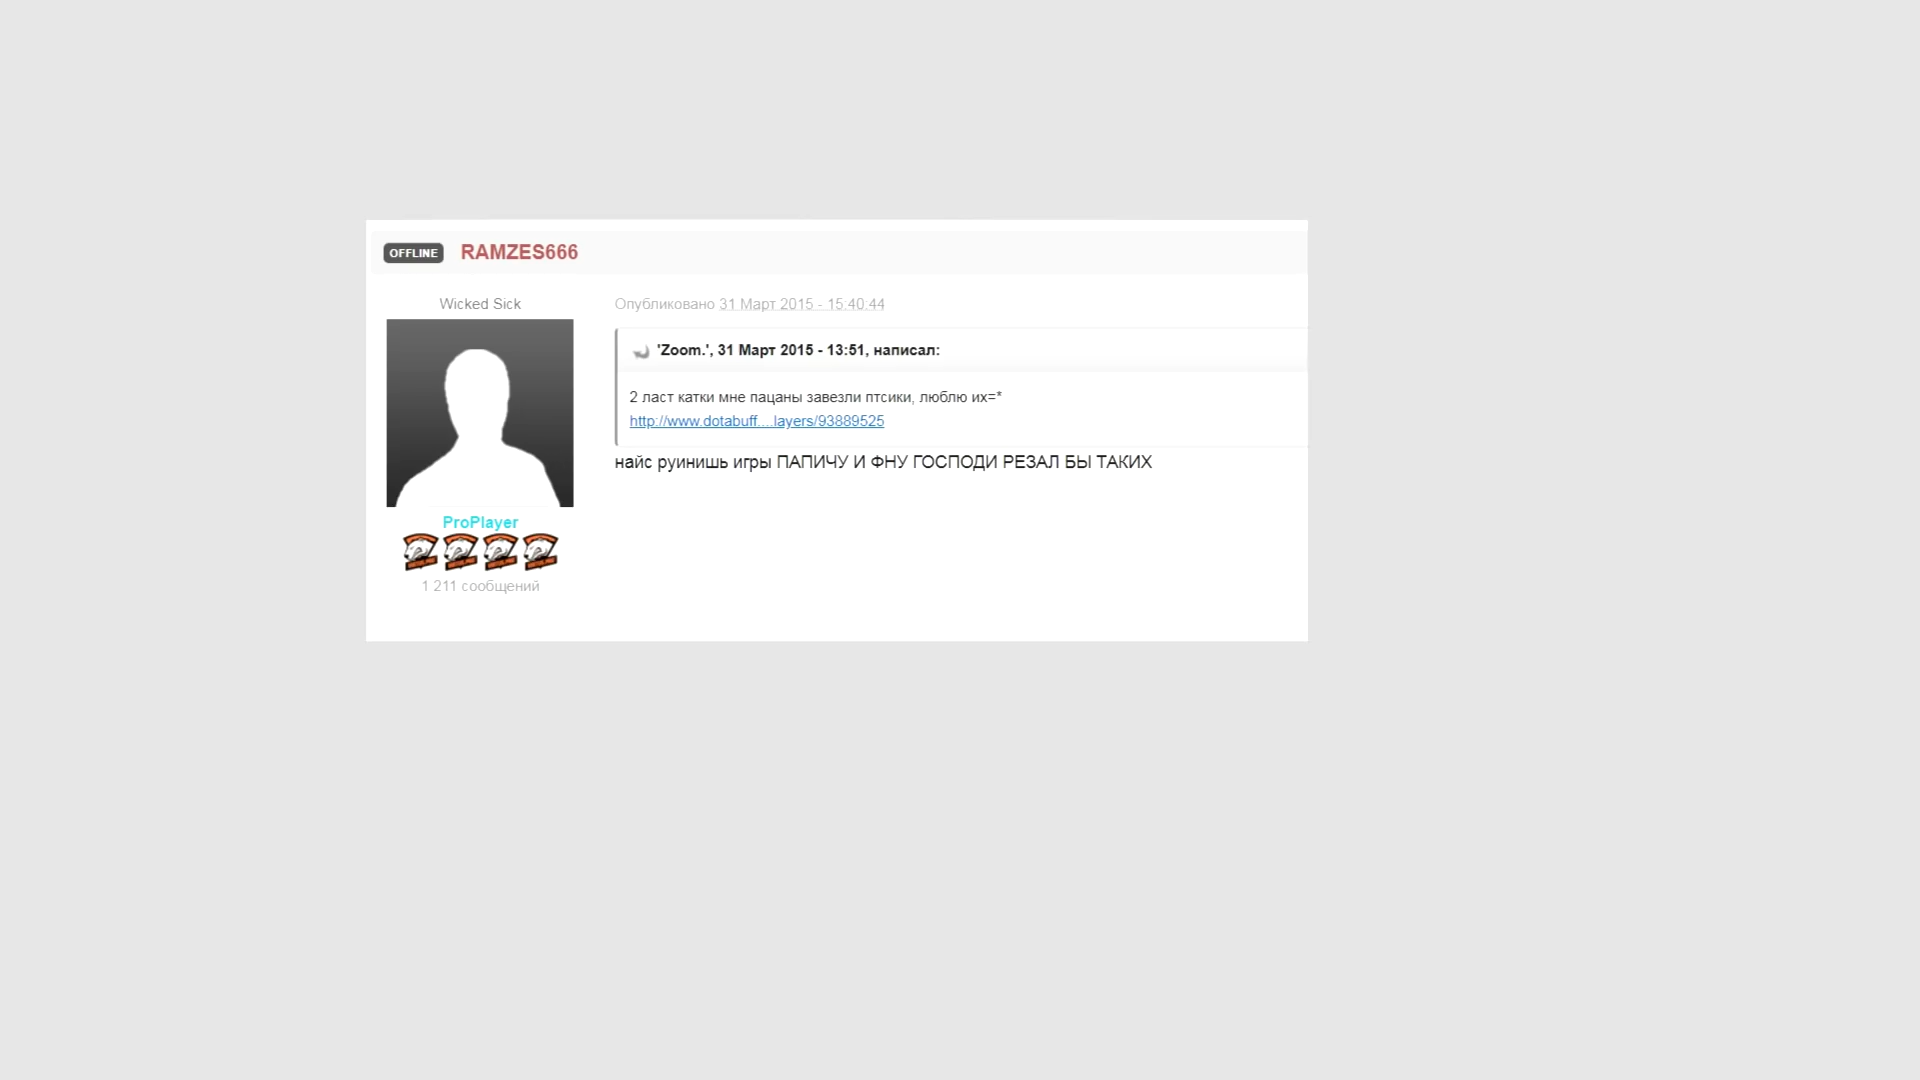 OFFLINE RAMZES666
Wicked Sick
Опубликовано 31 Март 2015 - 15:40:44
'Zoom.', 31 Март 2015 - 13:51, написал:
2 ласт катки мне пацаны завезли птсики, люблю их=*
http://www.dotabuff....layers/93889525
найс руинишь игры ПАПИЧУ И ФНУ ГОСПОДИ РЕЗАЛ БЫ ТАКИХ
ProPlayer
1 211 сообщений